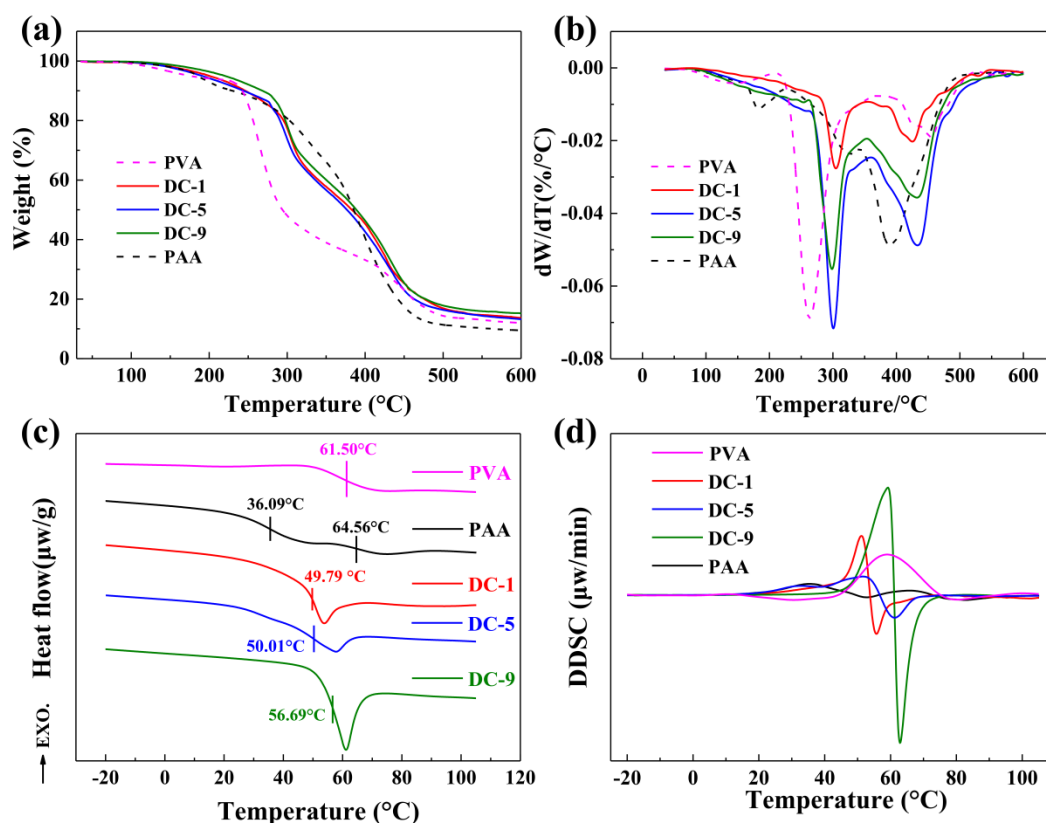 (a)
100
80
60
40
20
0
Weight (%)
PVA
DC-1
DC-5
DC-9
PAA
100 200 300 400 500 600
Temperature (°C)
(b)
0.00
-0.02
-0.04
-0.06
-0.08
dW/dT(%/°C)
PVA
DC-1
DC-5
DC-9
PAA
0 100 200 300 400 500 600
Temperature/°C
(c)
Heat flow(μw/g)
→ EXO.
61.50°C
PVA
36.09°C
64.56°C
PAA
49.79 °C
DC-1
50.01°C
DC-5
56.69°C
DC-9
-20 0 20 40 60 80 100 120
Temperature (°C)
(d)
DDSC (μw/min)
PVA
DC-1
DC-5
DC-9
PAA
-20 0 20 40 60 80 100
Temperature (°C)